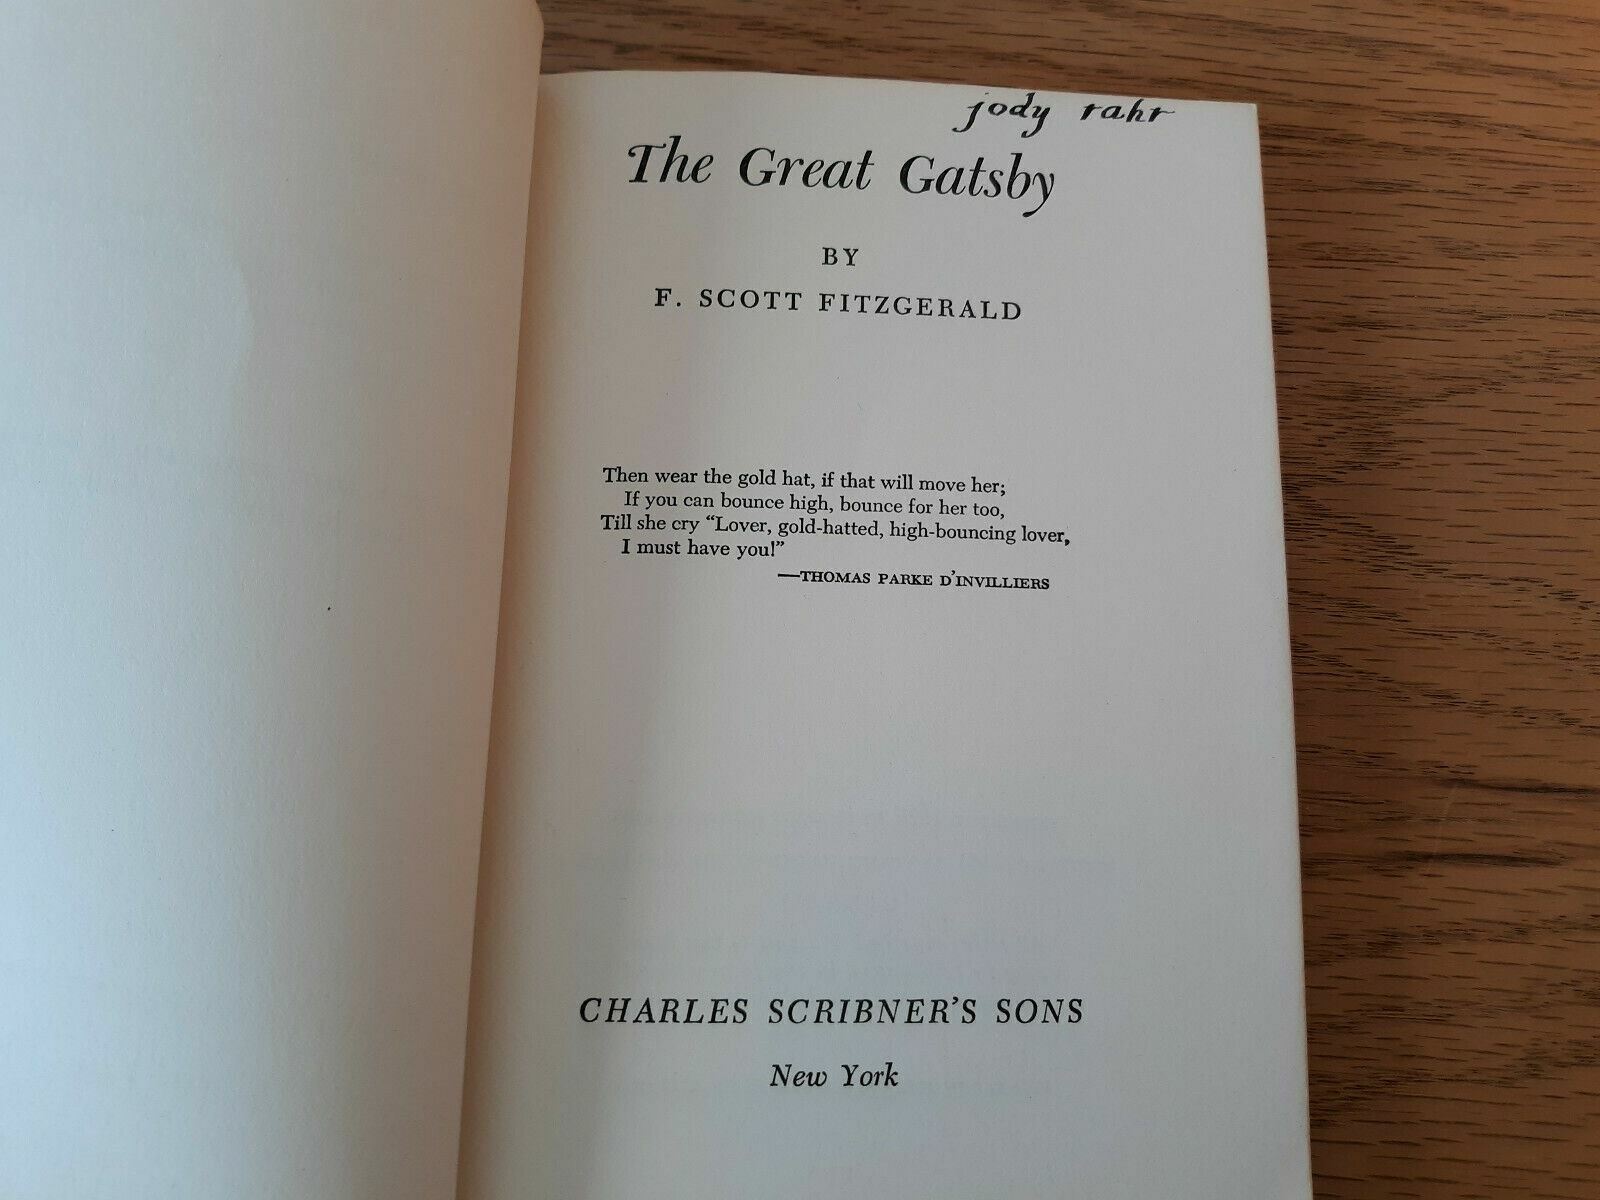 jody rahr
The Great Gatsby
BY
F. SCOTT FITZGERALD
Then wear the gold hat, if that will move her;
If you can bounce high, bounce for her too,
Till she cry "Lover, gold-hatted, high-bouncing lover,
I must have you!"
—THOMAS PARKE D'INVILLIERS
CHARLES SCRIBNER'S SONS
New York